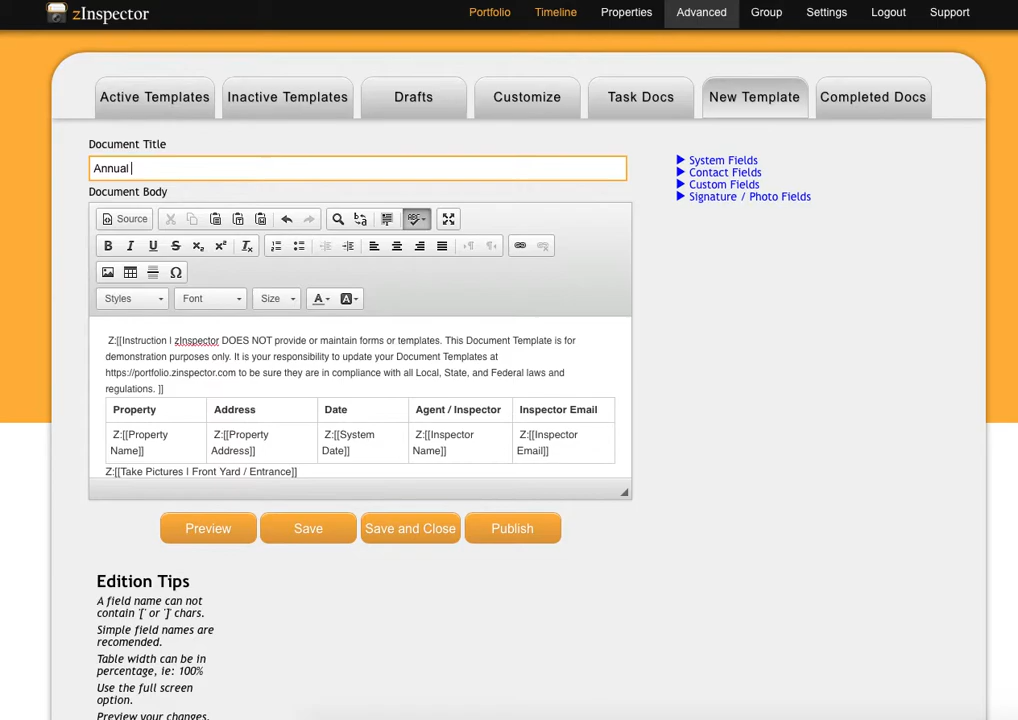 zInspector
Portfolio Timeline Properties Advanced Group Settings Logout Support
Active Templates Inactive Templates Drafts Customize Task Docs New Template Completed Docs
Document Title
Annual
System Fields
Contact Fields
Custom Fields
Signature / Photo Fields
Document Body
Source
Styles Font Size
Z:[[Instruction | zInspector DOES NOT provide or maintain forms or templates. This Document Template is for
demonstration purposes only. It is your responsibility to update your Document Templates at
https://portfolio.zinspector.com to be sure they are in compliance with all Local, State, and Federal laws and
regulations. ]]
Property Address Date Agent / Inspector Inspector Email
Z:[[Property Z:[[Property Z:[[System Z:[[Inspector Z:[[Inspector
Name]] Address]] Date]] Name]] Email]]
Z:[[Take Pictures | Front Yard / Entrance]]
Preview Save Save and Close Publish
Edition Tips
A field name can not
contain '[' or ']' chars.
Simple field names are
recomended.
Table width can be in
percentage, ie: 100%
Use the full screen
option.
Preview your changes.